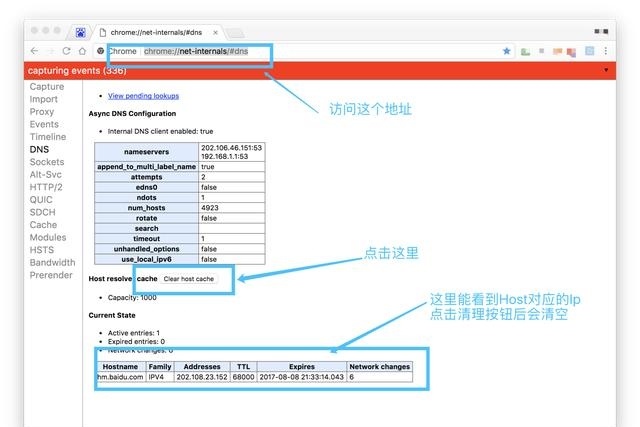 chrome://net-internals/#dns
Chrome chrome://net-internals/#dns
capturing events (336)
访问这个地址
Capture
Import
Proxy
Events
Timeline
DNS
Sockets
Alt-Svc
HTTP/2
QUIC
SDCH
Cache
Modules
HSTS
Bandwidth
Prerender
View pending lookups
Async DNS Configuration
Internal DNS client enabled: true
nameservers 202.106.46.151:53
192.168.1.1:53
append_to_multi_label_name true
attempts 2
edns0 false
ndots 1
num_hosts 4923
rotate false
search
timeout 1
unhandled_options false
use_local_ipv6 false
点击这里
Host resolver cache Clear host cache
Capacity: 1000
这里能看到Host对应的Ip
点击清理按钮后会清空
Current State
Active entries: 1
Expired entries: 0
Network changes: 6
Hostname Family Addresses TTL Expires Network changes
hm.baidu.com IPV4 202.108.23.152 68000 2017-08-08 21:33:14.043 6